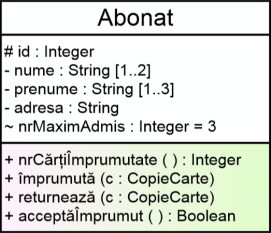 Abonat
# id : Integer
- nume : String [1..2]
- prenume : String [1..3]
- adresa : String
~ nrMaximAdmis : Integer = 3
+ nrCărțiÎmprumutate ( ) : Integer
+ împrumută (c : CopieCarte)
+ returnează (c : CopieCarte)
+ acceptăÎmprumut ( ) : Boolean